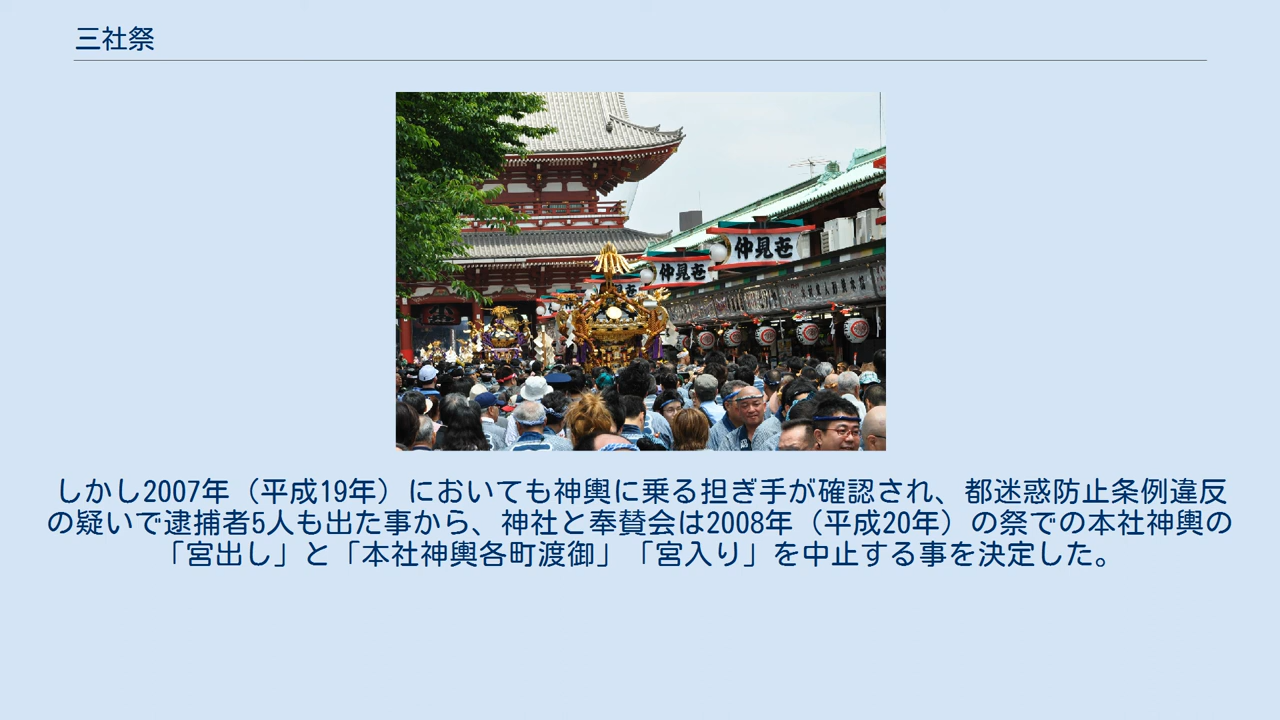 三社祭
仲見世
仲見世
しかし2007年（平成19年）においても神輿に乗る担ぎ手が確認され、都迷惑防止条例違反
の疑いで逮捕者5人も出た事から、神社と奉賛会は2008年（平成20年）の祭での本社神輿の
「宮出し」と「本社神輿各町渡御」「宮入り」を中止する事を決定した。